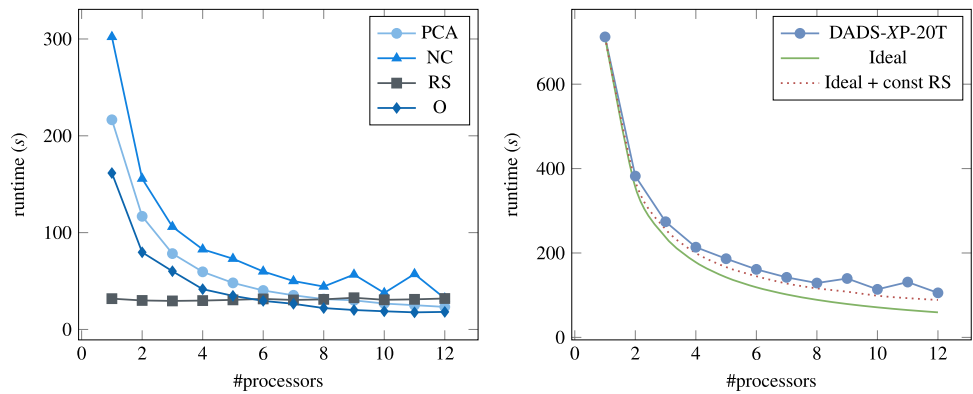 300
200
100
0
runtime (s)
0 2 4 6 8 10 12
#processors
PCA
NC
RS
O
600
400
200
0
runtime (s)
0 2 4 6 8 10 12
#processors
DADS-XP-20T
Ideal
Ideal + const RS